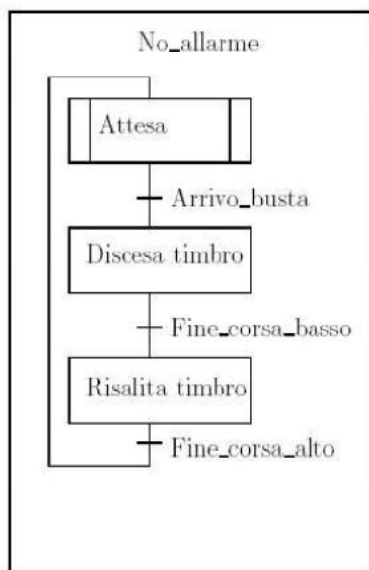 No_allarme
Attesa
Arrivo_busta
Discesa timbro
Fine_corsa_basso
Risalita timbro
Fine_corsa_alto